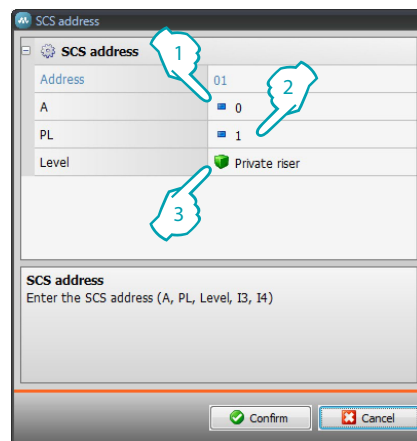 SCS address
SCS address
Address 01
A 0
PL 1
Level Private riser
1
2
3
SCS address
Enter the SCS address (A, PL, Level, I3, I4)
Confirm Cancel